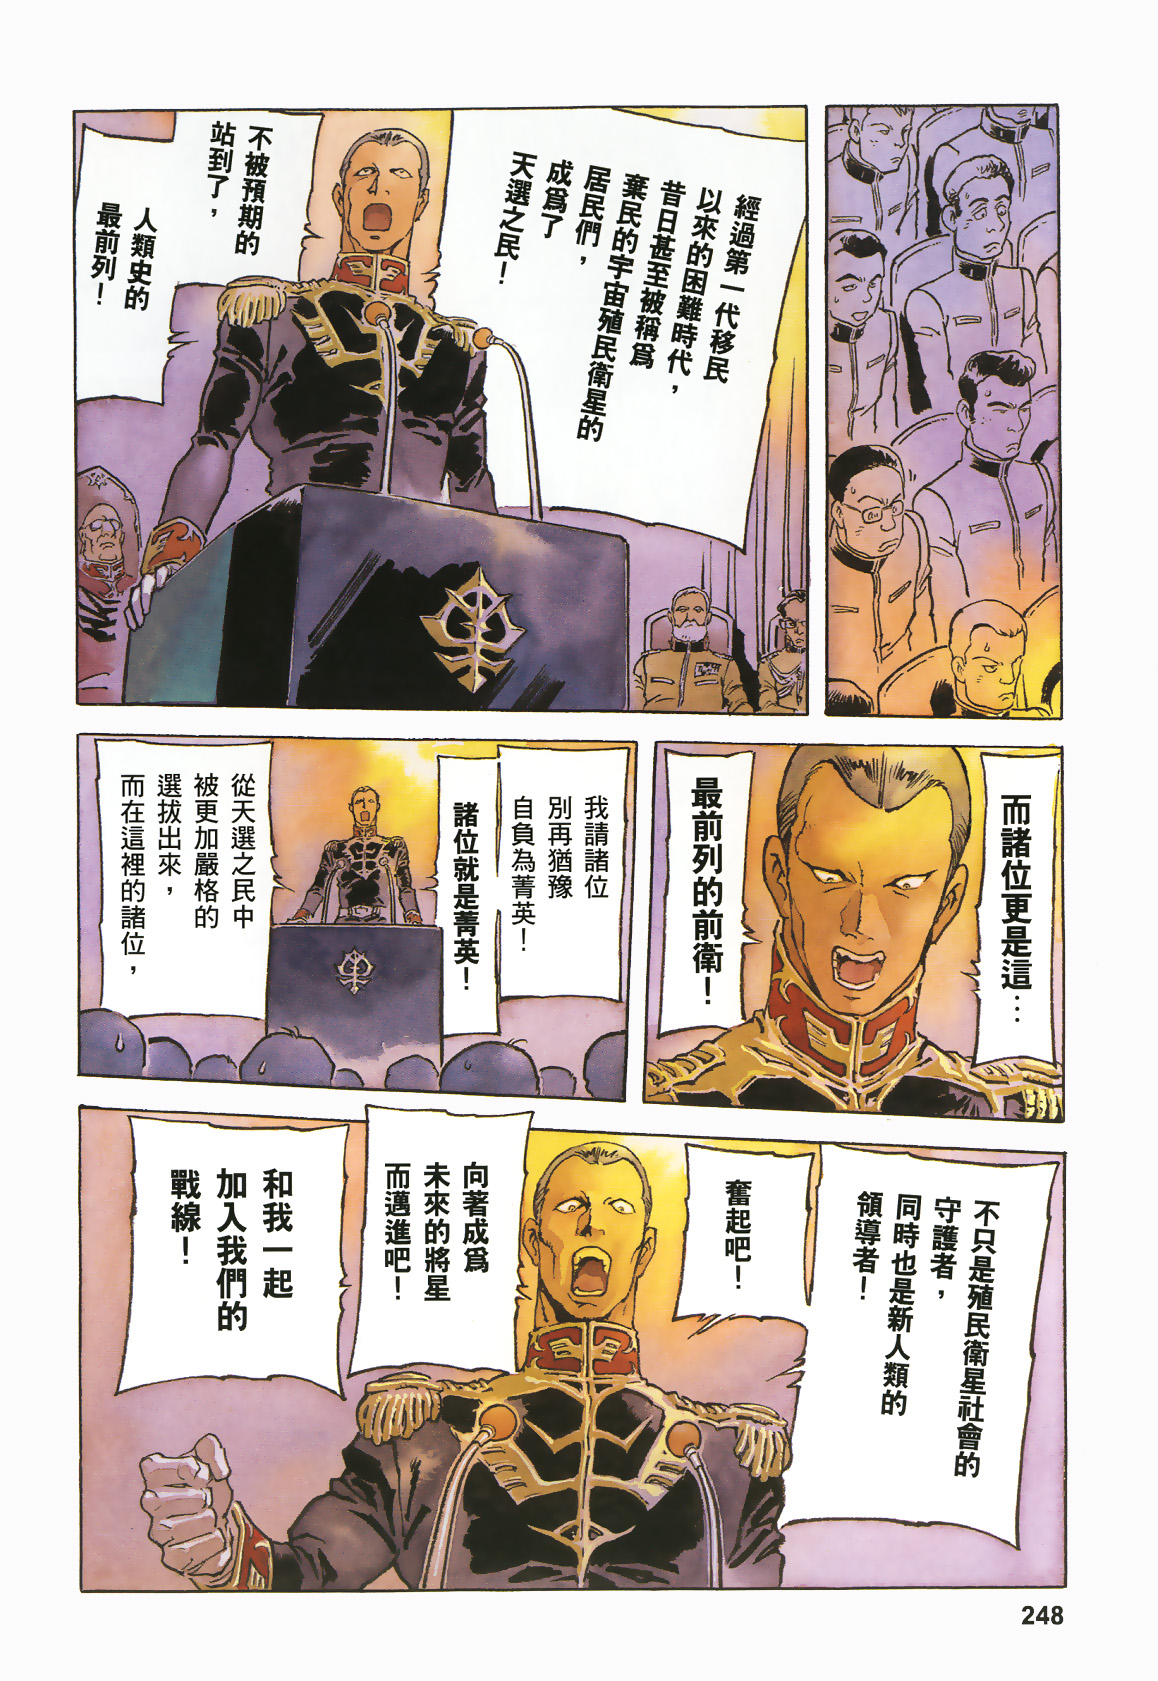 經過第一代移民
以來的困難時代，
昔日甚至被稱爲
棄民的宇宙殖民衛星的
居民們，
成爲了
天選之民！
不被預期的
站到了，
人類史的
最前列！
而諸位更是這…
最前列的前衛！
我請諸位
別再猶豫
自負為菁英！
諸位就是菁英！
從天選之民中
被更加嚴格的
選拔出來，
而在這裡的諸位，
不只是殖民衛星社會的
守護者，
同時也是新人類的
領導者！
奮起吧！
向著成爲
未來的將星
而邁進吧！
和我一起
加入我們的
戰線！
248